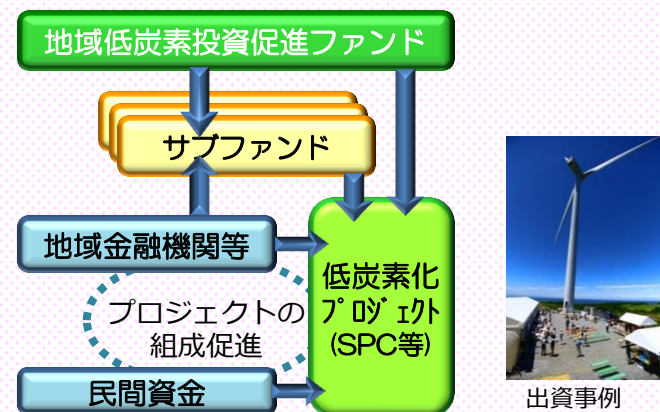 地域低炭素投資促進ファンド
サブファンド
地域金融機関等
低炭素化
ﾌﾟﾛｼﾞｪｸﾄ
(SPC等)
プロジェクトの
組成促進
民間資金
出資事例